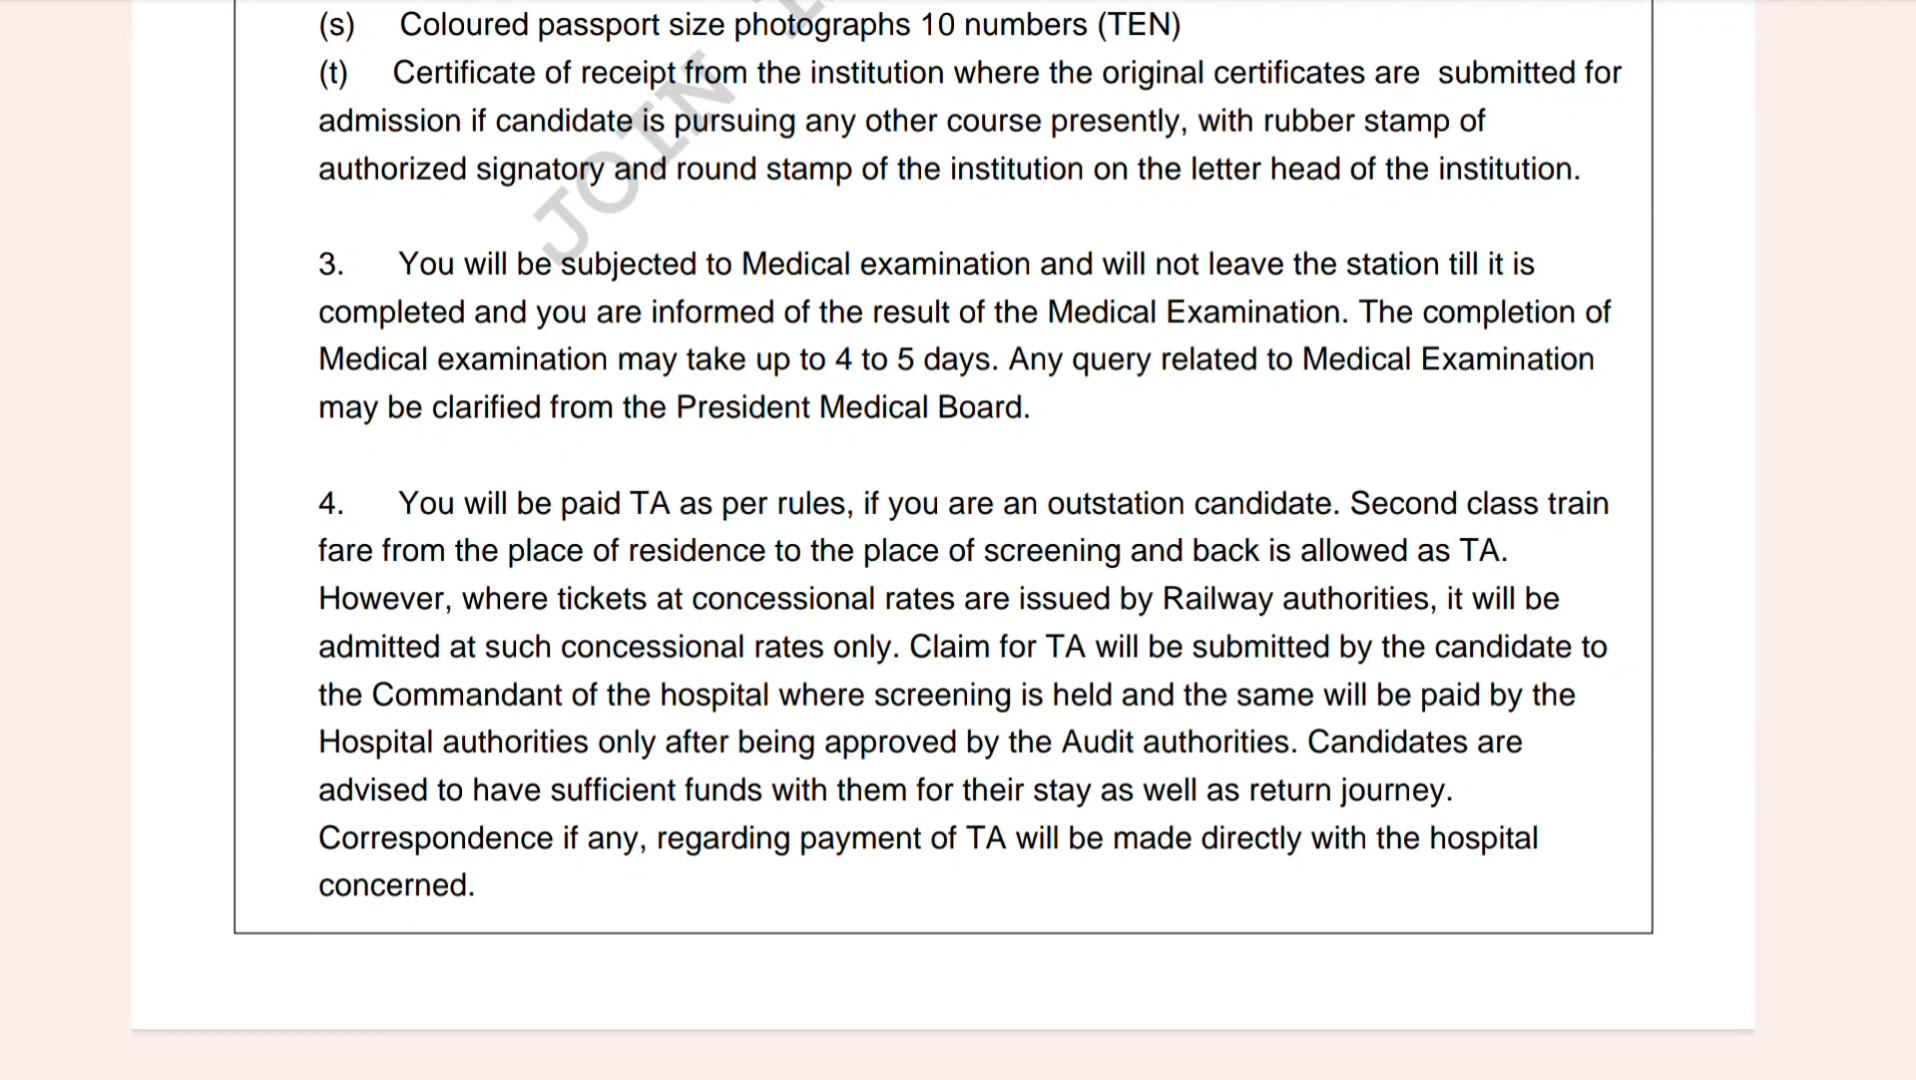 (s) Coloured passport size photographs 10 numbers (TEN)
(t) Certificate of receipt from the institution where the original certificates are submitted for
admission if candidate is pursuing any other course presently, with rubber stamp of
authorized signatory and round stamp of the institution on the letter head of the institution.
3. You will be subjected to Medical examination and will not leave the station till it is
completed and you are informed of the result of the Medical Examination. The completion of
Medical examination may take up to 4 to 5 days. Any query related to Medical Examination
may be clarified from the President Medical Board.
4. You will be paid TA as per rules, if you are an outstation candidate. Second class train
fare from the place of residence to the place of screening and back is allowed as TA.
However, where tickets at concessional rates are issued by Railway authorities, it will be
admitted at such concessional rates only. Claim for TA will be submitted by the candidate to
the Commandant of the hospital where screening is held and the same will be paid by the
Hospital authorities only after being approved by the Audit authorities. Candidates are
advised to have sufficient funds with them for their stay as well as return journey.
Correspondence if any, regarding payment of TA will be made directly with the hospital
concerned.
JOIN